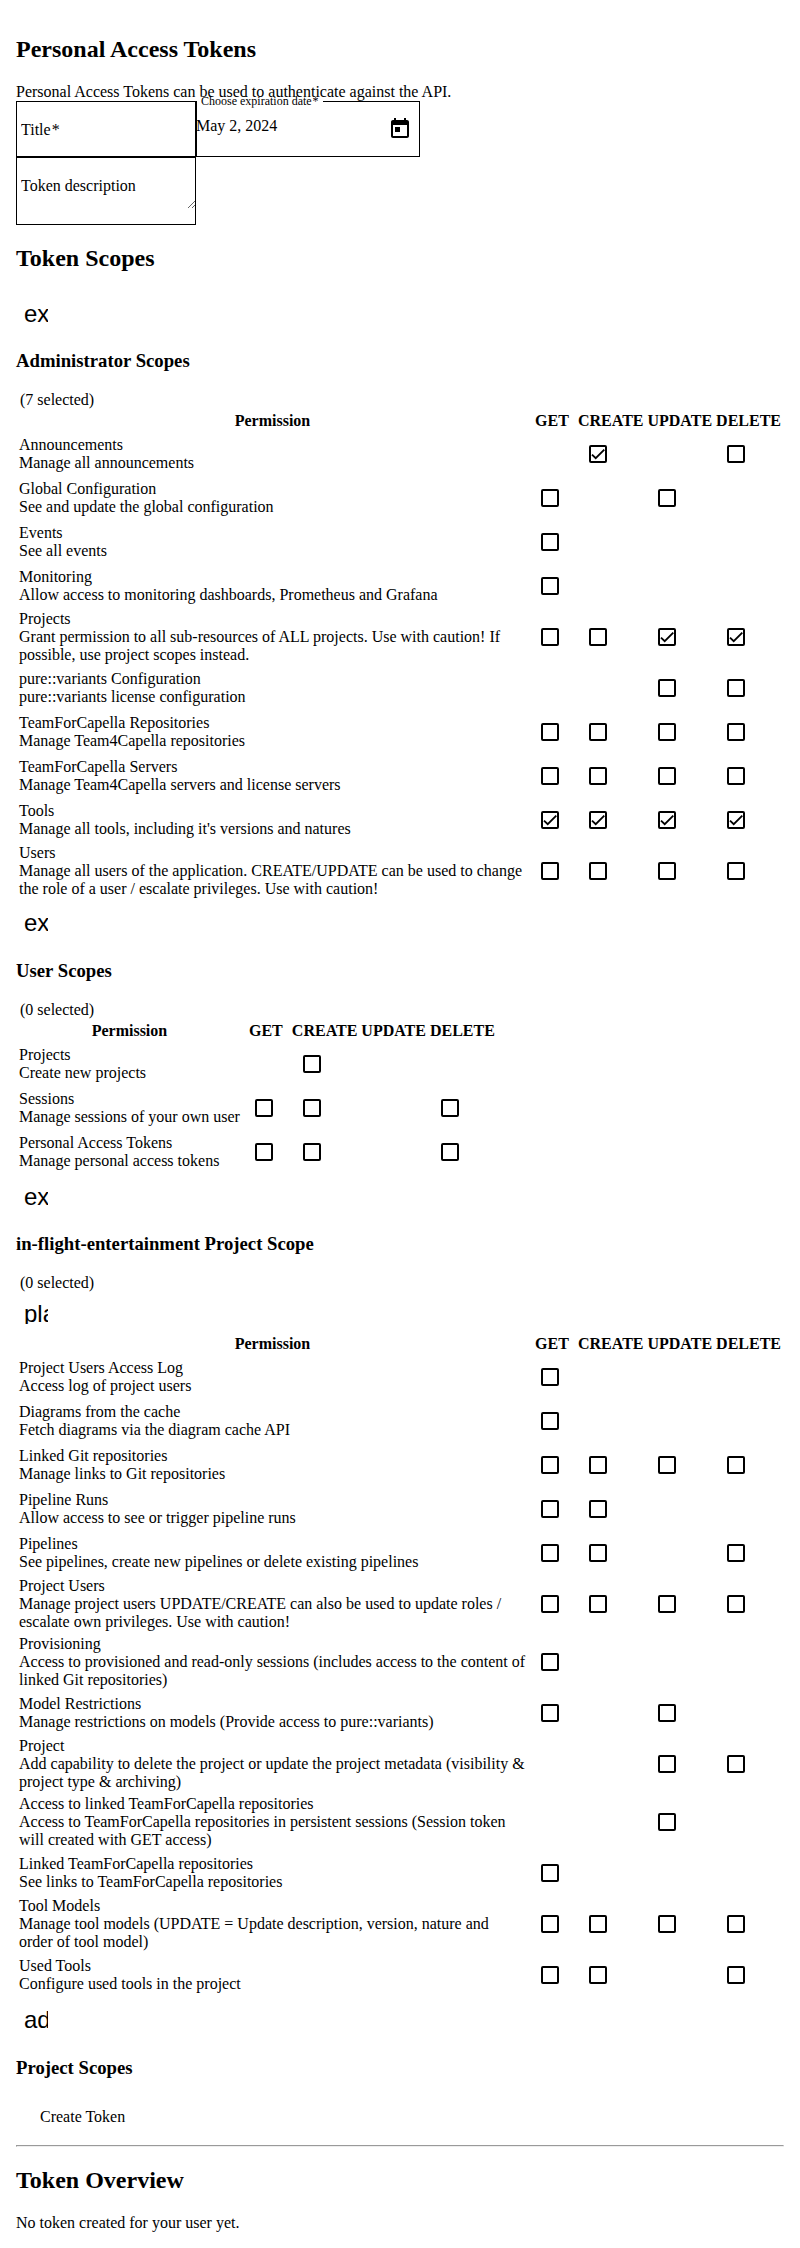 Personal Access Tokens
Personal Access Tokens can be used to authenticate against the API.
Choose expiration date*
Title*
May 2, 2024
Token description
Token Scopes
ex
Administrator Scopes
(7 selected)
Permission GET CREATE UPDATE DELETE
Announcements
Manage all announcements
Global Configuration
See and update the global configuration
Events
See all events
Monitoring
Allow access to monitoring dashboards, Prometheus and Grafana
Projects
Grant permission to all sub-resources of ALL projects. Use with caution! If
possible, use project scopes instead.
pure::variants Configuration
pure::variants license configuration
TeamForCapella Repositories
Manage Team4Capella repositories
TeamForCapella Servers
Manage Team4Capella servers and license servers
Tools
Manage all tools, including it's versions and natures
Users
Manage all users of the application. CREATE/UPDATE can be used to change
the role of a user / escalate privileges. Use with caution!
ex
User Scopes
(0 selected)
Permission GET CREATE UPDATE DELETE
Projects
Create new projects
Sessions
Manage sessions of your own user
Personal Access Tokens
Manage personal access tokens
ex
in-flight-entertainment Project Scope
(0 selected)
pla
Permission GET CREATE UPDATE DELETE
Project Users Access Log
Access log of project users
Diagrams from the cache
Fetch diagrams via the diagram cache API
Linked Git repositories
Manage links to Git repositories
Pipeline Runs
Allow access to see or trigger pipeline runs
Pipelines
See pipelines, create new pipelines or delete existing pipelines
Project Users
Manage project users UPDATE/CREATE can also be used to update roles /
escalate own privileges. Use with caution!
Provisioning
Access to provisioned and read-only sessions (includes access to the content of
linked Git repositories)
Model Restrictions
Manage restrictions on models (Provide access to pure::variants)
Project
Add capability to delete the project or update the project metadata (visibility &
project type & archiving)
Access to linked TeamForCapella repositories
Access to TeamForCapella repositories in persistent sessions (Session token
will created with GET access)
Linked TeamForCapella repositories
See links to TeamForCapella repositories
Tool Models
Manage tool models (UPDATE = Update description, version, nature and
order of tool model)
Used Tools
Configure used tools in the project
ad
Project Scopes
Create Token
Token Overview
No token created for your user yet.